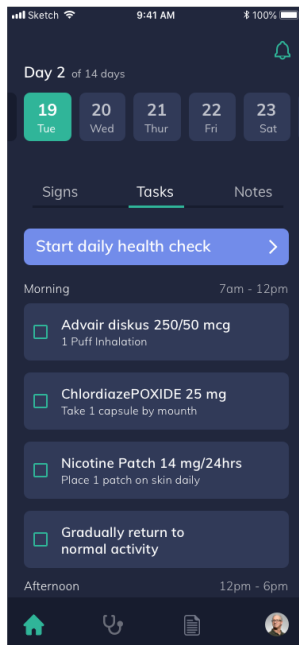 Sketch
9:41 AM
100%
Day 2 of 14 days
19 20 21 22 23
Tue Wed Thur Fri Sat
Signs Tasks Notes
Start daily health check
Morning 7am - 12pm
Advair diskus 250/50 mcg
1 Puff Inhalation
ChlordiazePOXIDE 25 mg
Take 1 capsule by mounth
Nicotine Patch 14 mg/24hrs
Place 1 patch on skin daily
Gradually return to
normal activity
Afternoon 12pm - 6pm